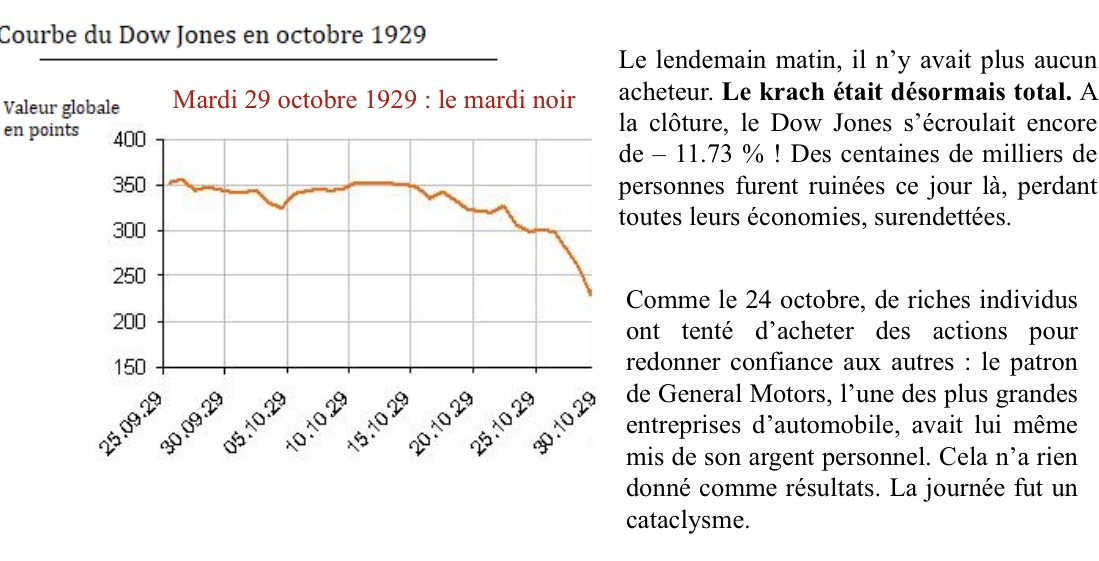 Courbe du Dow Jones en octobre 1929
Valeur globale
en points
Mardi 29 octobre 1929 : le mardi noir
400
350
300
250
200
150
25.09.29
30.09.29
05.10.29
10.10.29
15.10.29
20.10.29
25.10.29
30.10.29
Le lendemain matin, il n’y avait plus aucun
acheteur. Le krach était désormais total. A
la clôture, le Dow Jones s’écroulait encore
de – 11.73 % ! Des centaines de milliers de
personnes furent ruinées ce jour là, perdant
toutes leurs économies, surendettées.
Comme le 24 octobre, de riches individus
ont tenté d’acheter des actions pour
redonner confiance aux autres : le patron
de General Motors, l’une des plus grandes
entreprises d’automobile, avait lui même
mis de son argent personnel. Cela n’a rien
donné comme résultats. La journée fut un
cataclysme.